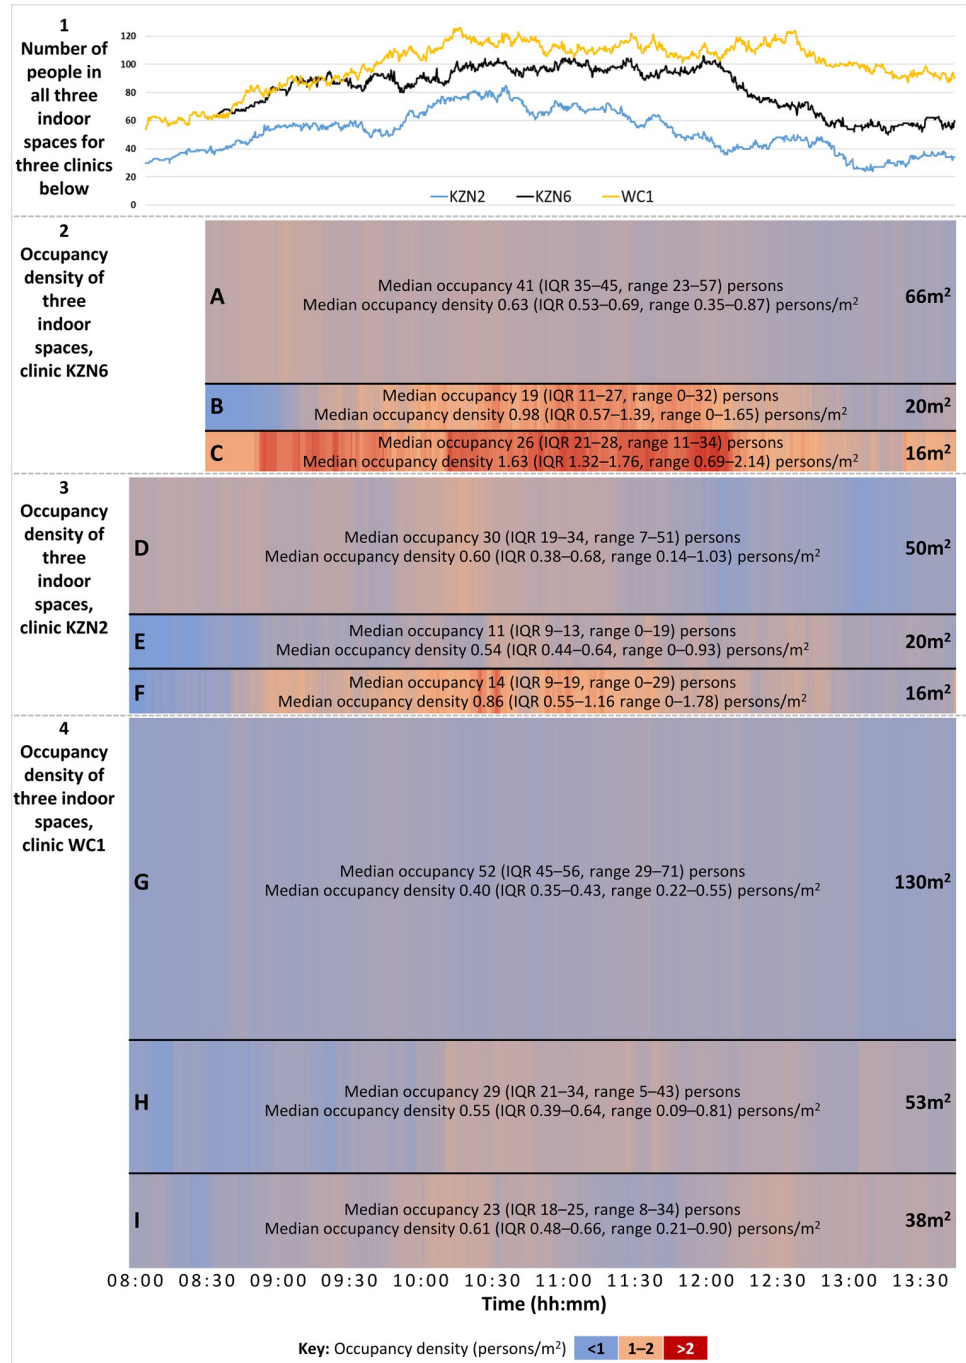 1
Number of
people in
all three
indoor
spaces for
three clinics
below
120
100
80
60
40
20
0
KZN2 KZN6 WC1
2
Occupancy
density of
three
indoor
spaces,
clinic KZN6
A
Median occupancy 41 (IQR 35–45, range 23–57) persons
Median occupancy density 0.63 (IQR 0.53–0.69, range 0.35–0.87) persons/m²
66m²
B
Median occupancy 19 (IQR 11–27, range 0–32) persons
Median occupancy density 0.98 (IQR 0.57–1.39, range 0–1.65) persons/m²
20m²
C
Median occupancy 26 (IQR 21–28, range 11–34) persons
Median occupancy density 1.63 (IQR 1.32–1.76, range 0.69–2.14) persons/m²
16m²
3
Occupancy
density of
three
indoor
spaces,
clinic KZN2
D
Median occupancy 30 (IQR 19–34, range 7–51) persons
Median occupancy density 0.60 (IQR 0.38–0.68, range 0.14–1.03) persons/m²
50m²
E
Median occupancy 11 (IQR 9–13, range 0–19) persons
Median occupancy density 0.54 (IQR 0.44–0.64, range 0–0.93) persons/m²
20m²
F
Median occupancy 14 (IQR 9–19, range 0–29) persons
Median occupancy density 0.86 (IQR 0.55–1.16 range 0–1.78) persons/m²
16m²
4
Occupancy
density of
three indoor
spaces,
clinic WC1
G
Median occupancy 52 (IQR 45–56, range 29–71) persons
Median occupancy density 0.40 (IQR 0.35–0.43, range 0.22–0.55) persons/m²
130m²
H
Median occupancy 29 (IQR 21–34, range 5–43) persons
Median occupancy density 0.55 (IQR 0.39–0.64, range 0.09–0.81) persons/m²
53m²
I
Median occupancy 23 (IQR 18–25, range 8–34) persons
Median occupancy density 0.61 (IQR 0.48–0.66, range 0.21–0.90) persons/m²
38m²
08:00 08:30 09:00 09:30 10:00 10:30 11:00 11:30 12:00 12:30 13:00 13:30
Time (hh:mm)
Key: Occupancy density (persons/m²) <1 1–2 >2